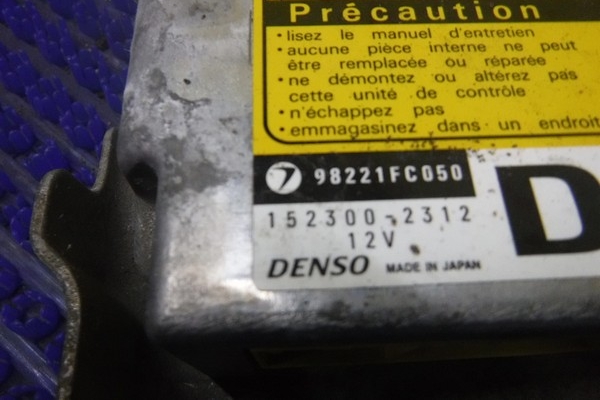 Précaution
•lisez le manuel d'entretien
•aucune pièce interne ne peut
être remplacée ou réparée
•ne démontez ou altérez pas
cette unité de contrôle
•n'échappez pas
•emmagasinez dans un endroit
98221FC050
152300-2312
12V
DENSO MADE IN JAPAN
D